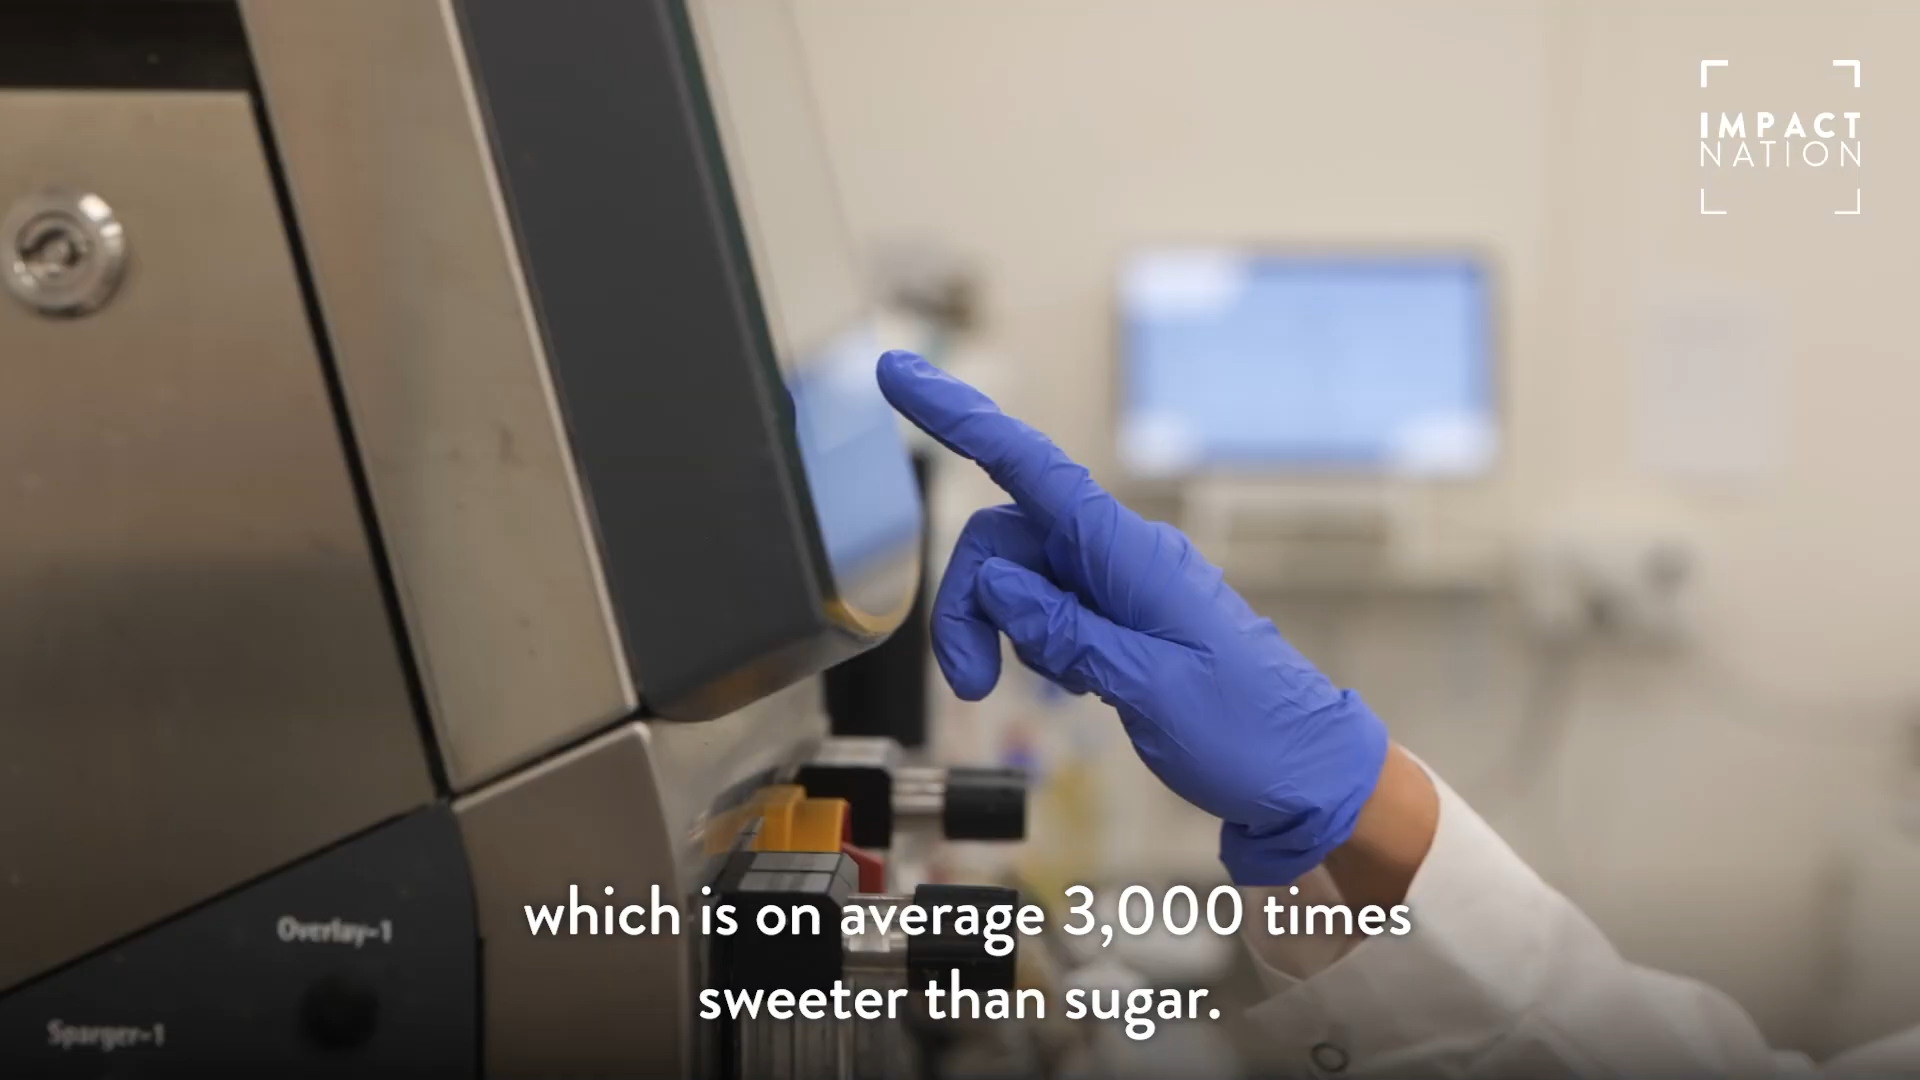 IMPACT
NATION
Overlay-1
Sparger-1
which is on average 3,000 times
sweeter than sugar.